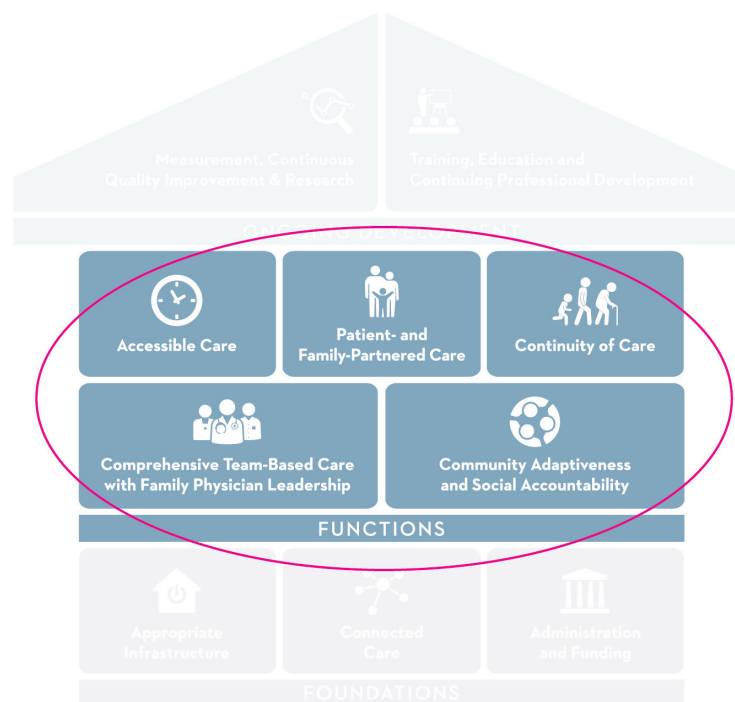 Measurement, Continuous
Quality Improvement & Research
Training, Education and
Continuing Professional Development
ONGOING DEVELOPMENT
Accessible Care
Patient- and
Family-Partnered Care
Continuity of Care
Comprehensive Team-Based Care
with Family Physician Leadership
Community Adaptiveness
and Social Accountability
FUNCTIONS
Appropriate
Infrastructure
Connected
Care
Administration
and Funding
FOUNDATIONS